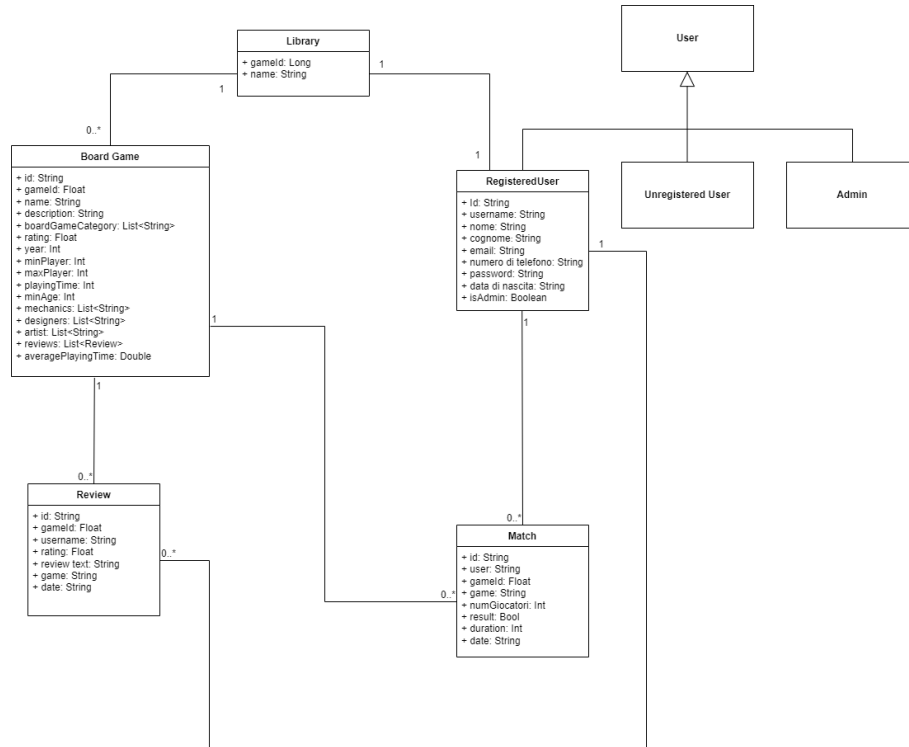 Library
+ gameId: Long
+ name: String
1
1
0..*
User
Unregistered User
Admin
Board Game
+ id: String
+ gameId: Float
+ name: String
+ description: String
+ boardGameCategory: List<String>
+ rating: Float
+ year: Int
+ minPlayer: Int
+ maxPlayer: Int
+ playingTime: Int
+ minAge: Int
+ mechanics: List<String>
+ designers: List<String>
+ artist: List<String>
+ reviews: List<Review>
+ averagePlayingTime: Double
1
1
1
RegisteredUser
+ Id: String
+ username: String
+ nome: String
+ cognome: String
+ email: String
+ numero di telefono: String
+ password: String
+ data di nascita: String
+ isAdmin: Boolean
1
1
0..*
Review
+ id: String
+ gameId: Float
+ username: String
+ rating: Float
+ review text: String
+ game: String
+ date: String
0..*
0..*
Match
+ id: String
+ user: String
+ gameId: Float
+ game: String
+ numGiocatori: Int
+ result: Bool
+ duration: Int
+ date: String
0..*